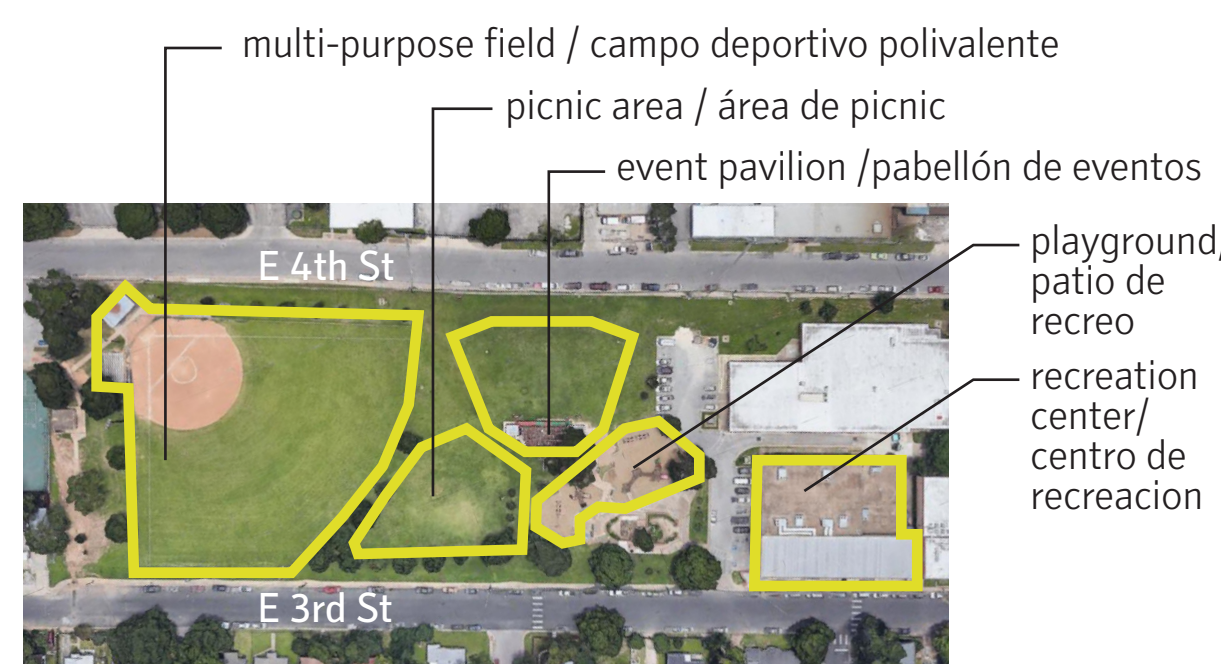 multi-purpose field / campo deportivo polivalente
picnic area / área de picnic
event pavilion /pabellón de eventos
playground/
patio de
recreo
E 4th St
recreation
center/
centro de
recreacion
E 3rd St